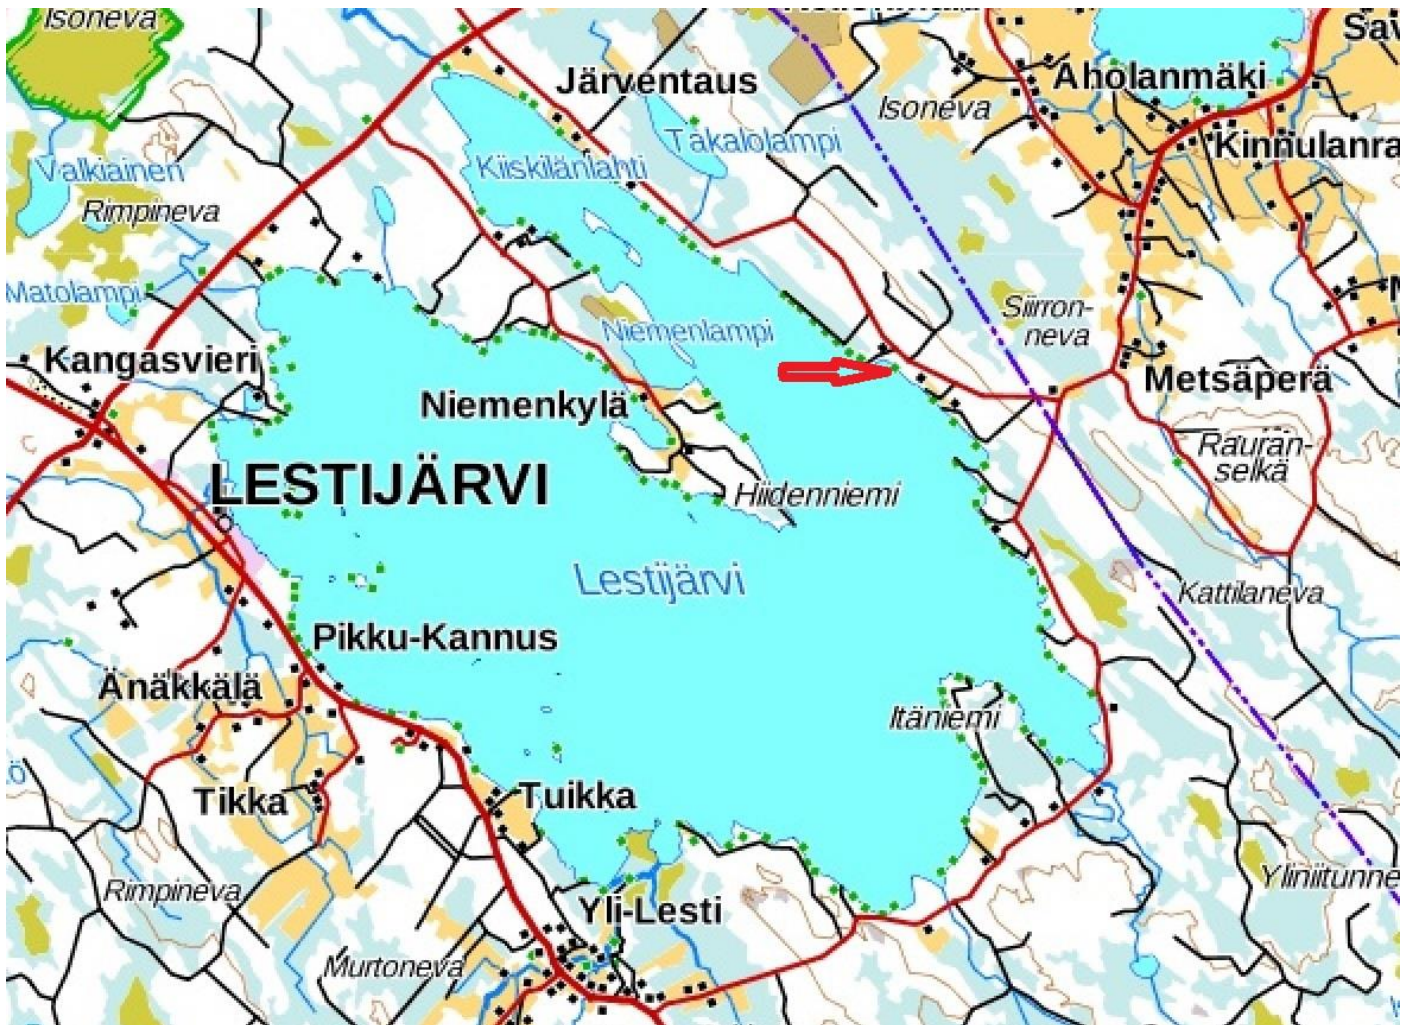 Isoneva
Järventaus
Aholanmäki
Isoneva
Takalolampi
Kinnulanra
Kiiskilänlahti
Valkiainen
Rimpineva
Matolampi
Siirron-
neva
Niemenlampi
Kangasvieri
Metsäperä
Niemenkylä
Rauran-
selkä
LESTIJÄRVI
Hiidenniemi
Lestijärvi
Kattilaneva
Pikku-Kannus
Änäkkälä
Itäniemi
Tikka
Tuikka
Rimpineva
Yliniitunne
Yli-Lesti
Murtoneva